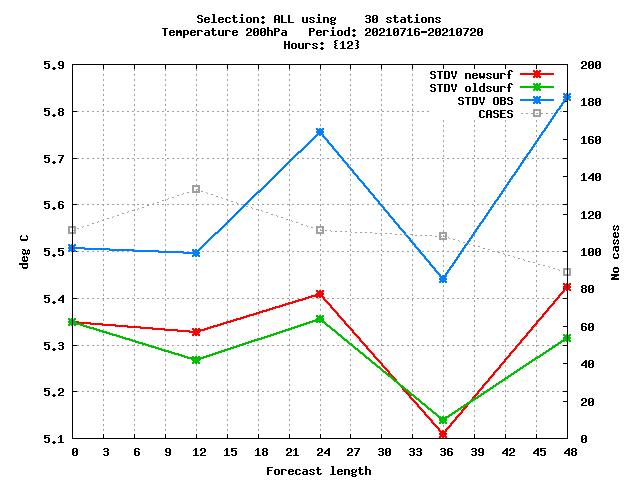 Selection: ALL using    30 stations
Temperature 200hPa   Period: 20210716-20210720
Hours: {12}
STDV newsurf
STDV oldsurf
STDV OBS
CASES
5.9
5.8
5.7
5.6
5.5
5.4
5.3
5.2
5.1
deg C
200
180
160
140
120
100
80
60
40
20
0
No cases
0 3 6 9 12 15 18 21 24 27 30 33 36 39 42 45 48
Forecast length